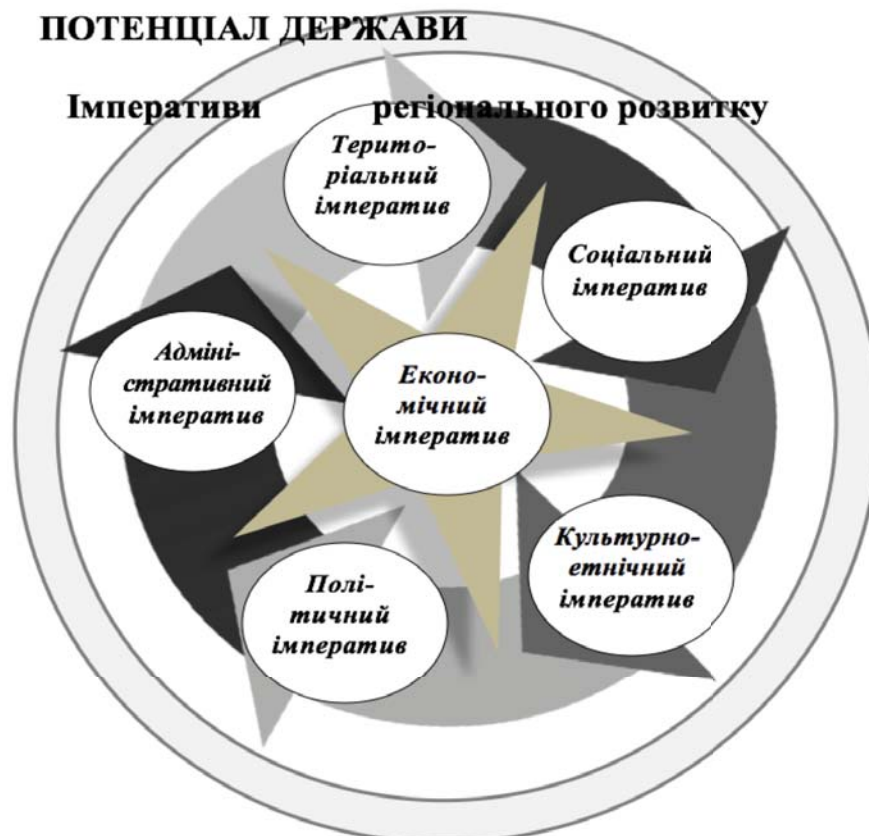 ПОТЕНЦІАЛ ДЕРЖАВИ
Імперативи регіонального розвитку
Терито-
ріальний
імператив
Соціальний
імператив
Адміні-
стративний
імператив
Еконо-
мічний
імператив
Культурно-
етнічний
імператив
Полі-
тичний
імператив